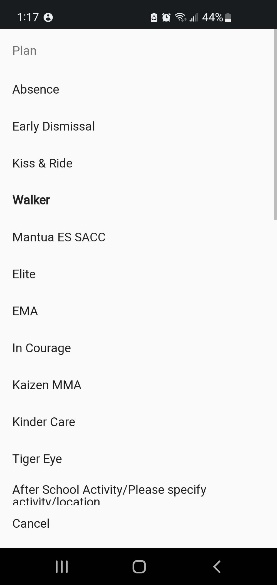 1:17 44%
Plan
Absence
Early Dismissal
Kiss & Ride
Walker
Mantua ES SACC
Elite
EMA
In Courage
Kaizen MMA
Kinder Care
Tiger Eye
After School Activity/Please specify
activity/location
Cancel